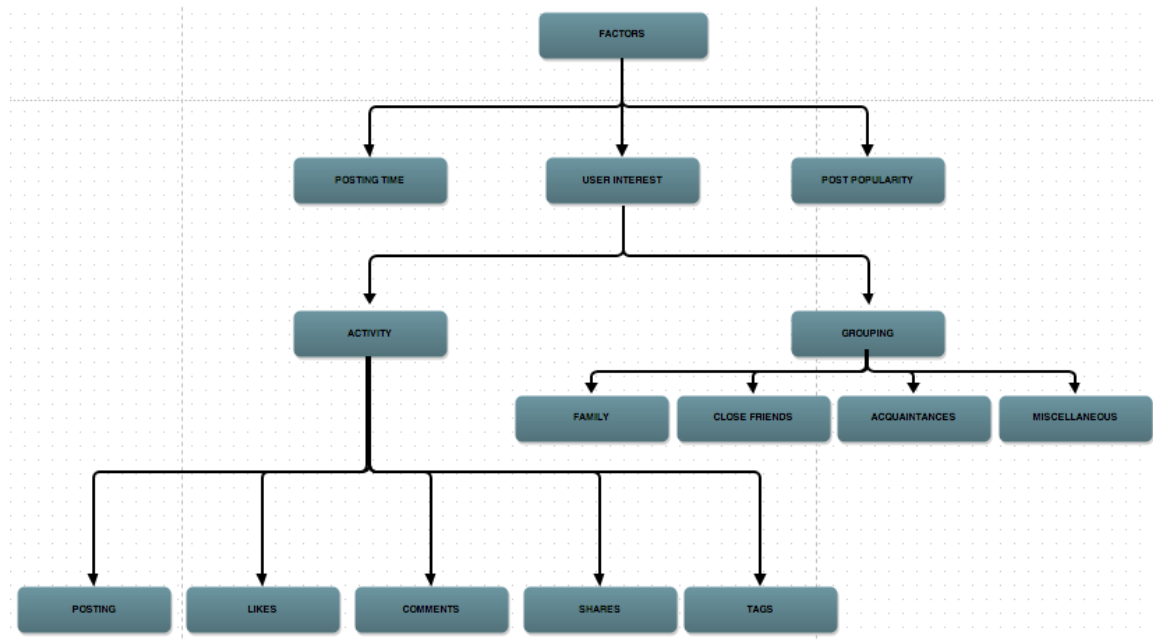 FACTORS
POSTING TIME
USER INTEREST
POST POPULARITY
ACTIVITY
GROUPING
FAMILY
CLOSE FRIENDS
ACQUAINTANCES
MISCELLANEOUS
POSTING
LIKES
COMMENTS
SHARES
TAGS